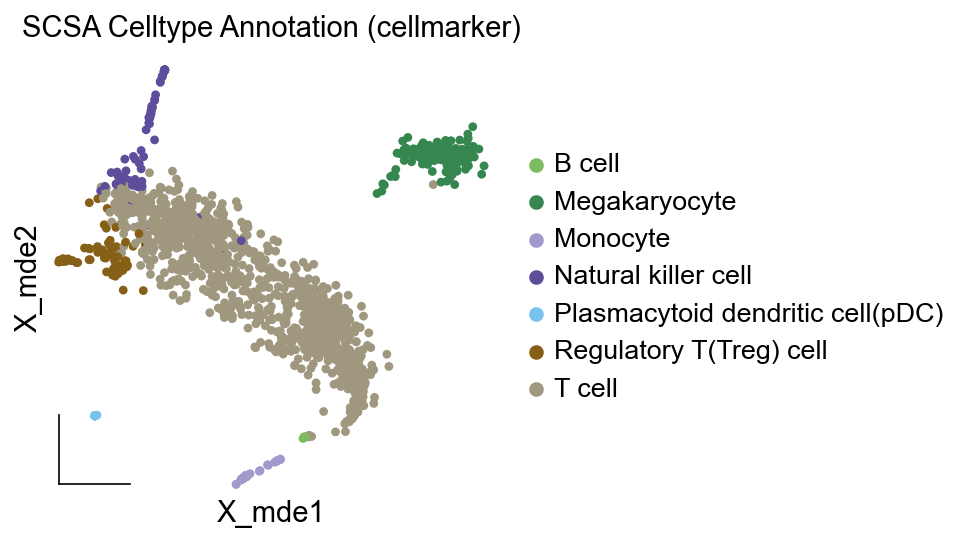 SCSA Celltype Annotation (cellmarker)
B cell
Megakaryocyte
Monocyte
Natural killer cell
Plasmacytoid dendritic cell(pDC)
Regulatory T(Treg) cell
T cell
X_mde2
X_mde1